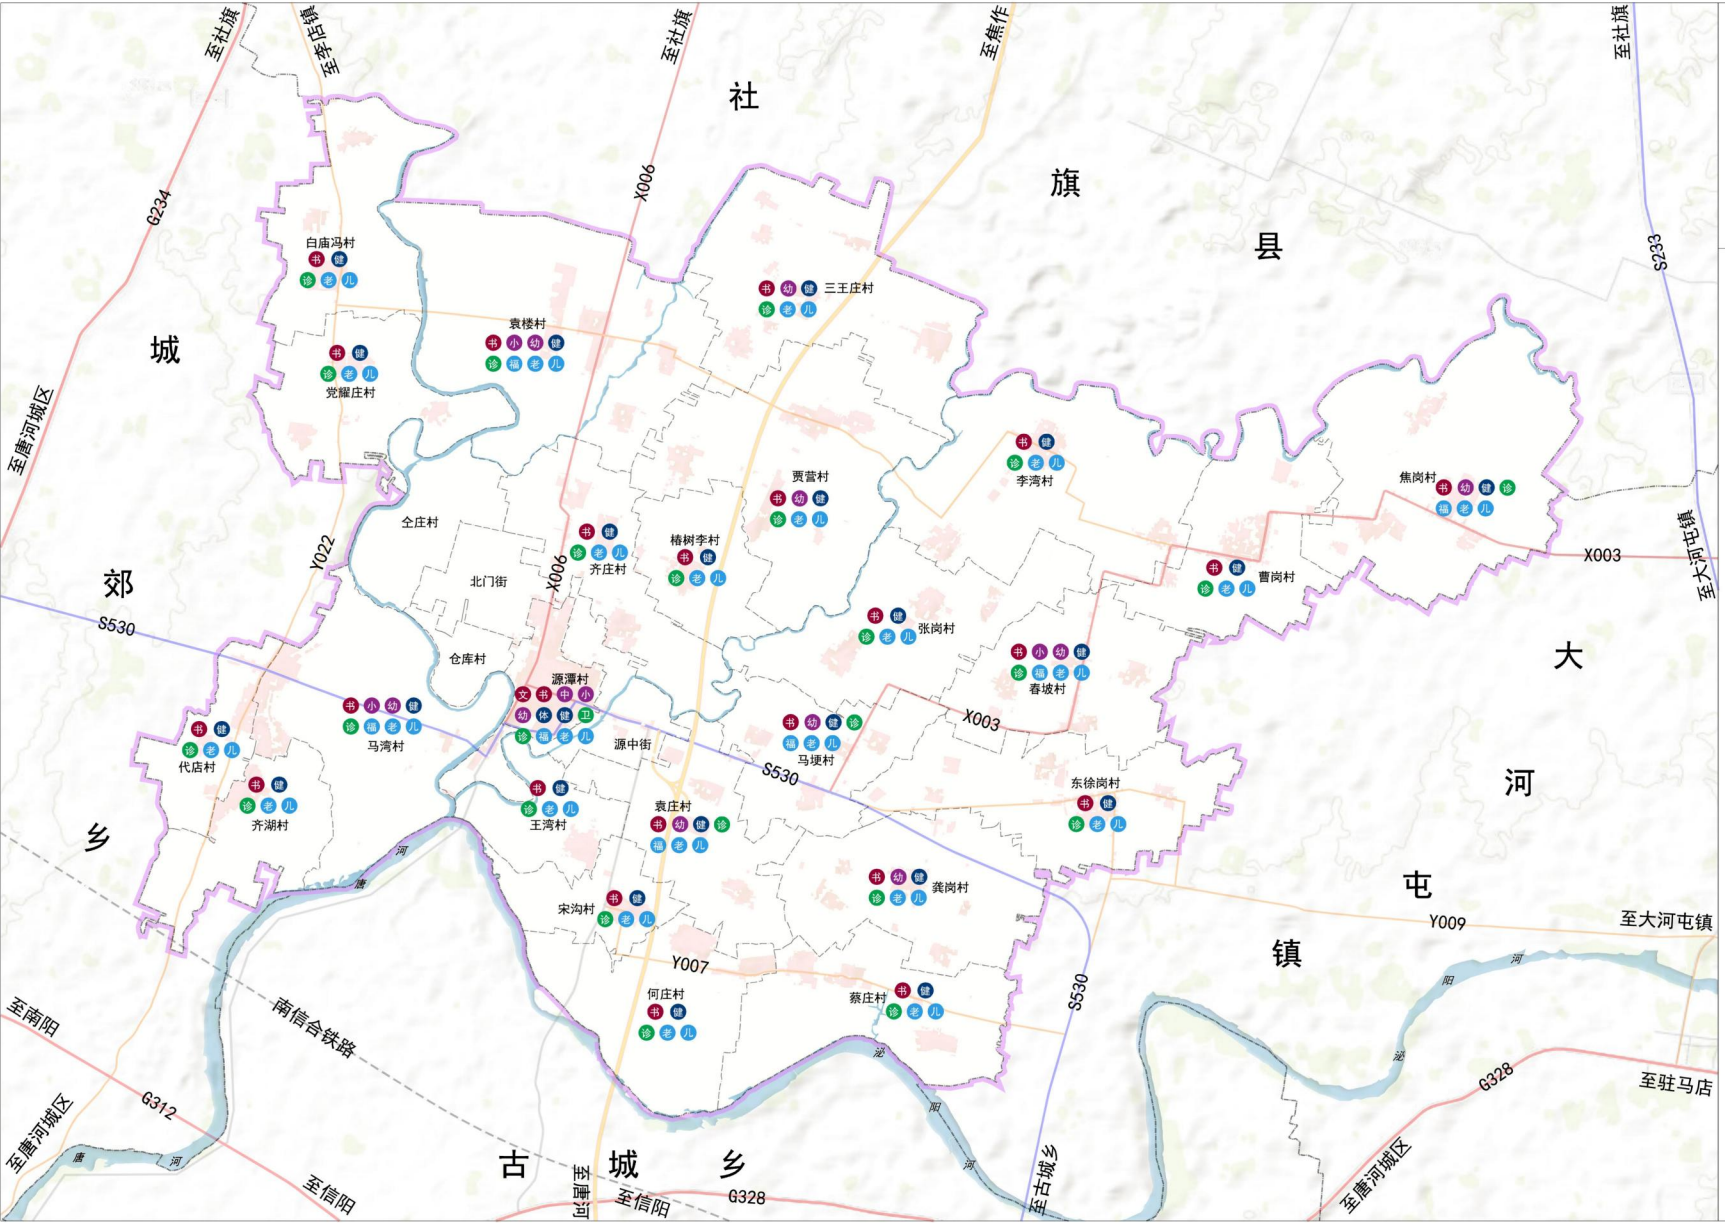 至社旗
至李店镇
至社旗
至焦作
至社旗
社
旗
县
G234
X006
S233
白庙冯村
书 健
诊 老 儿
书 幼 健 三王庄村
诊 老 儿
城
袁楼村
书 小 幼 健
诊 福 老 儿
书 健
诊 老 儿
党耀庄村
至唐河城区
书 健
诊 老 儿
李湾村
贾营村
书 幼 健
诊 老 儿
焦岗村
书 幼 健 诊
福 老 儿
仝庄村
书 健
诊 老 儿
齐庄村
椿树李村
书 健
诊 老 儿
Y022
X006
北门街
X003
至大河屯镇
书 健
诊 老 儿
曹岗村
郊
S530
书 健
诊 老 儿
张岗村
仓库村
书 小 幼 健
诊 福 老 儿
春坡村
大
源潭村
文 书 中 小
幼 体 健 卫
诊 福 老 儿
书 小 幼 健
诊 福 老 儿
马湾村
书 健
诊 老 儿
代店村
源中街
书 幼 健 诊
福 老 儿
马埂村
X003
S530
河
书 健
诊 老 儿
齐湖村
书 健
诊 老 儿
王湾村
袁庄村
书 幼 健 诊
福 老 儿
东徐岗村
书 健
诊 老 儿
乡
河
唐
书 幼 健
诊 老 儿
龚岗村
屯
宋沟村
书 健
诊 老 儿
Y009
至大河屯镇
镇
Y007
河
阳
何庄村
书 健
诊 老 儿
蔡庄村
书 健
诊 老 儿
S530
至南阳
南信合铁路
泌
泌
G328
至驻马店
G312
阳
至唐河城区
唐
河
古
城
乡
河
至古城乡
至唐河城区
至信阳
至唐河
至信阳
G328